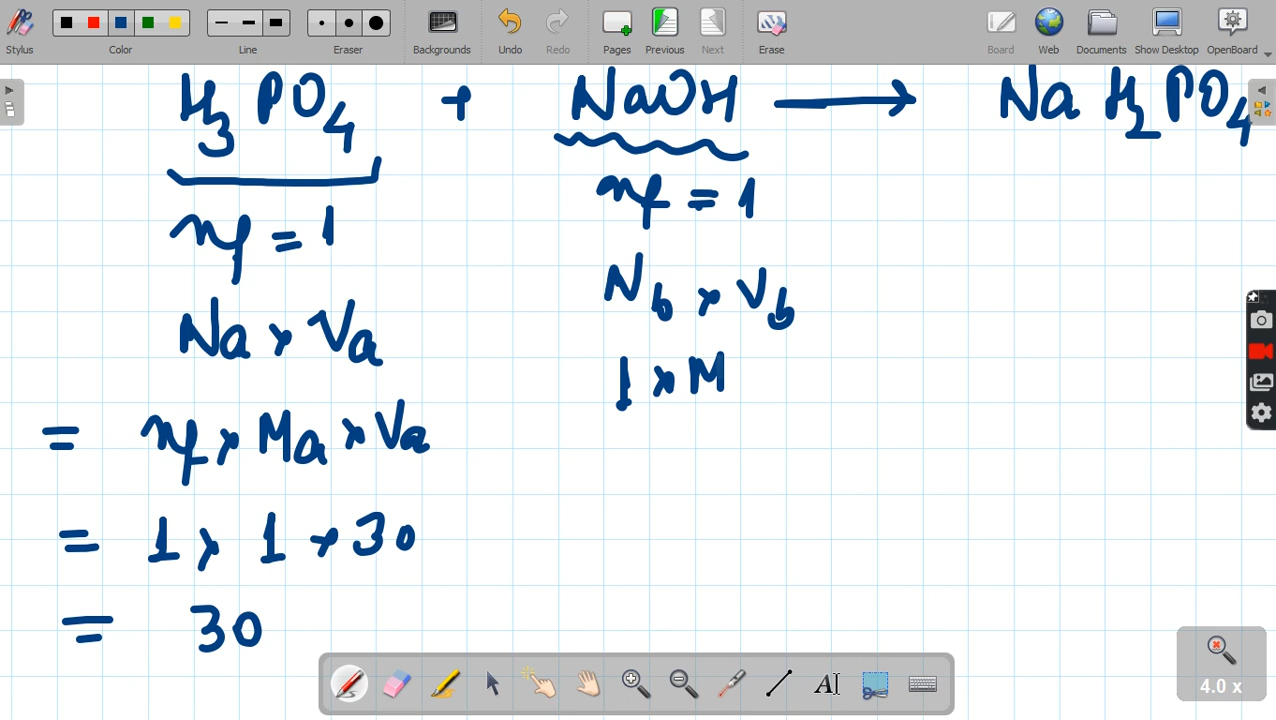 Stylus Color Line Eraser Backgrounds Undo Redo Pages Previous Next Erase Board Web Documents Show Desktop OpenBoard
H₃PO₄ + NaOH ⟶ NaH₂PO₄
nf = 1
nf = 1
Na × Va
Nb × Vb
1 × M
= nf × Ma × Va
= 1 × 1 × 30
= 30
4.0 x